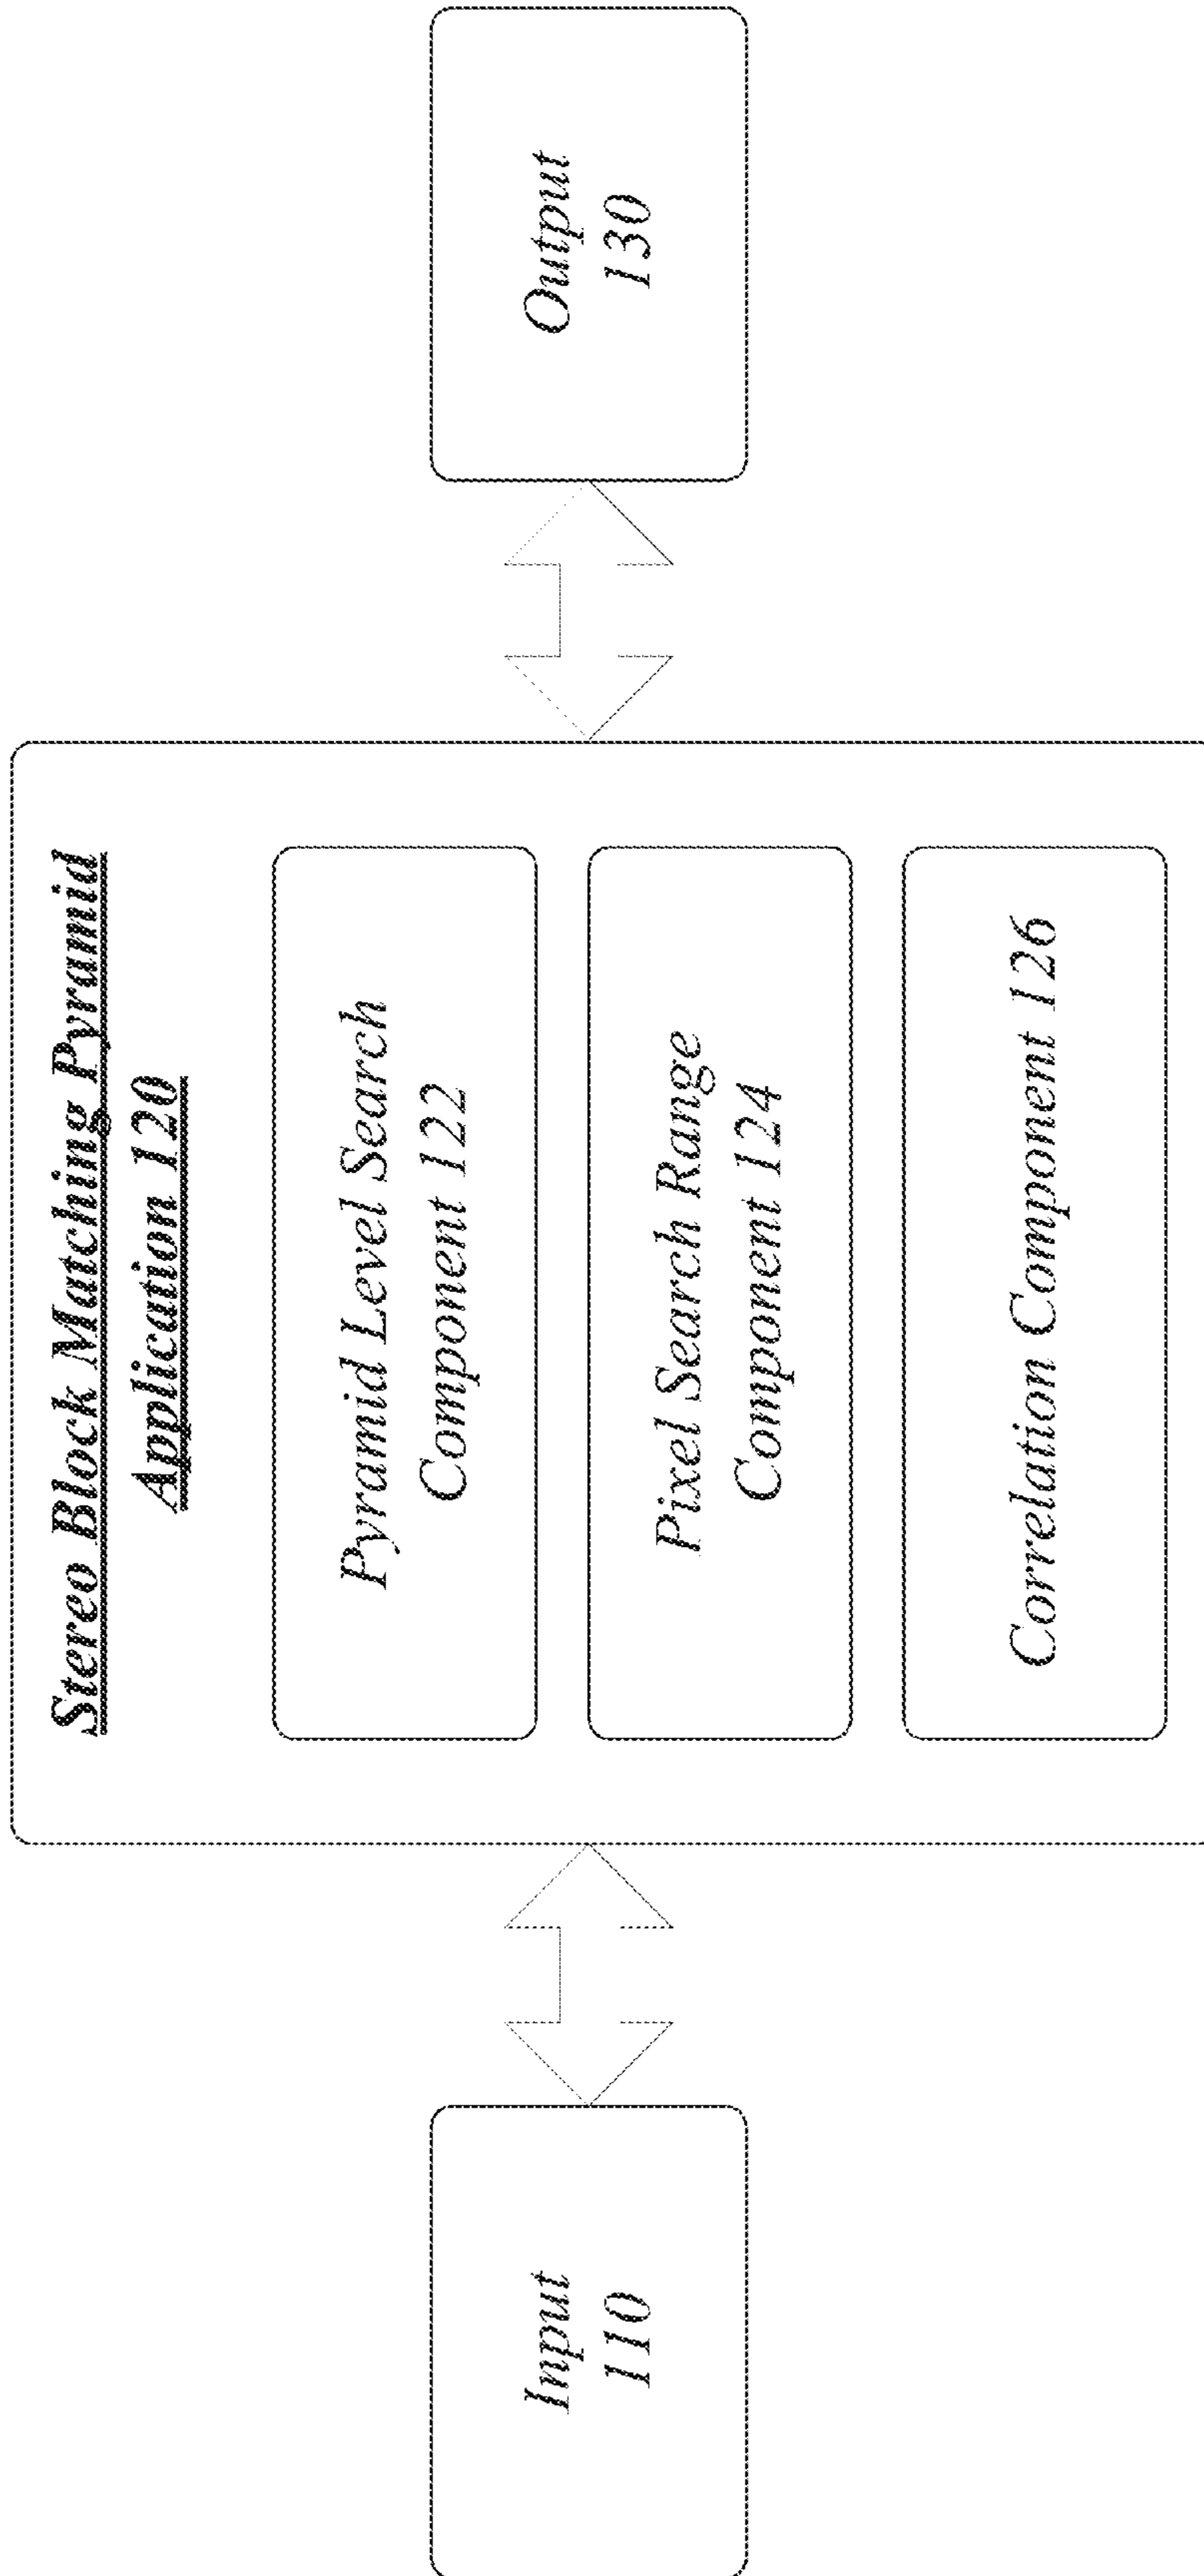 Input
110
Stereo Block Matching Pyramid
Application 120
Pyramid Level Search
Component 122
Pixel Search Range
Component 124
Correlation Component 126
Output
130